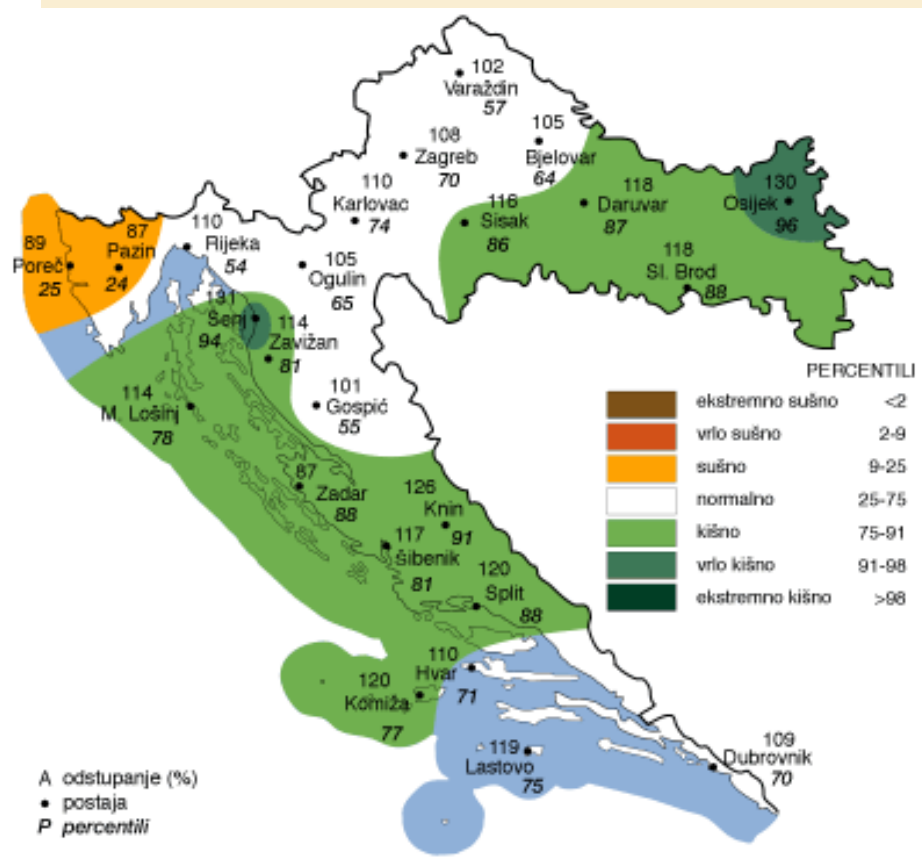 102
Varaždin
57
105
Bjelovar
64
108
Zagreb
70
110
Karlovac
74
116
Sisak
86
118
Daruvar
87
130
Osijek
96
118
Sl. Brod
88
89
Poreč
25
87
Pazin
24
110
Rijeka
54
105
Ogulin
65
131
Senj
94
114
Zavižan
81
101
Gospić
55
114
M. Lošinj
78
87
Zadar
88
126
Knin
91
117
Šibenik
81
120
Split
88
110
Hvar
71
120
Komiža
77
119
Lastovo
75
109
Dubrovnik
70
PERCENTILI
ekstremno sušno <2
vrlo sušno 2-9
sušno 9-25
normalno 25-75
kišno 75-91
vrlo kišno 91-98
ekstremno kišno >98
A odstupanje (%)
• postaja
P percentili